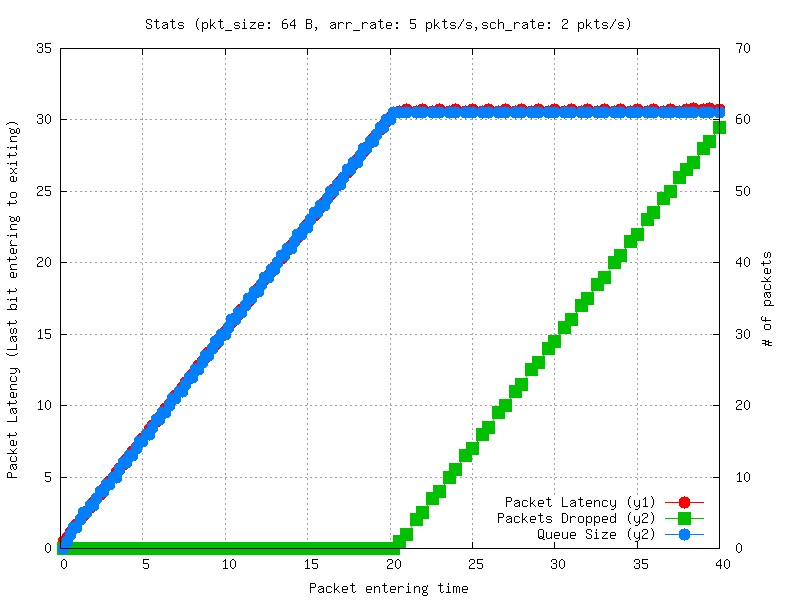 Stats (pkt_size: 64 B, arr_rate: 5 pkts/s,sch_rate: 2 pkts/s)
Packet Latency (Last bit entering to exiting)
35
30
25
20
15
10
5
0
70
60
50
40
30
20
10
0
# of packets
Packet Latency (y1)
Packets Dropped (y2)
Queue Size (y2)
0 5 10 15 20 25 30 35 40
Packet entering time